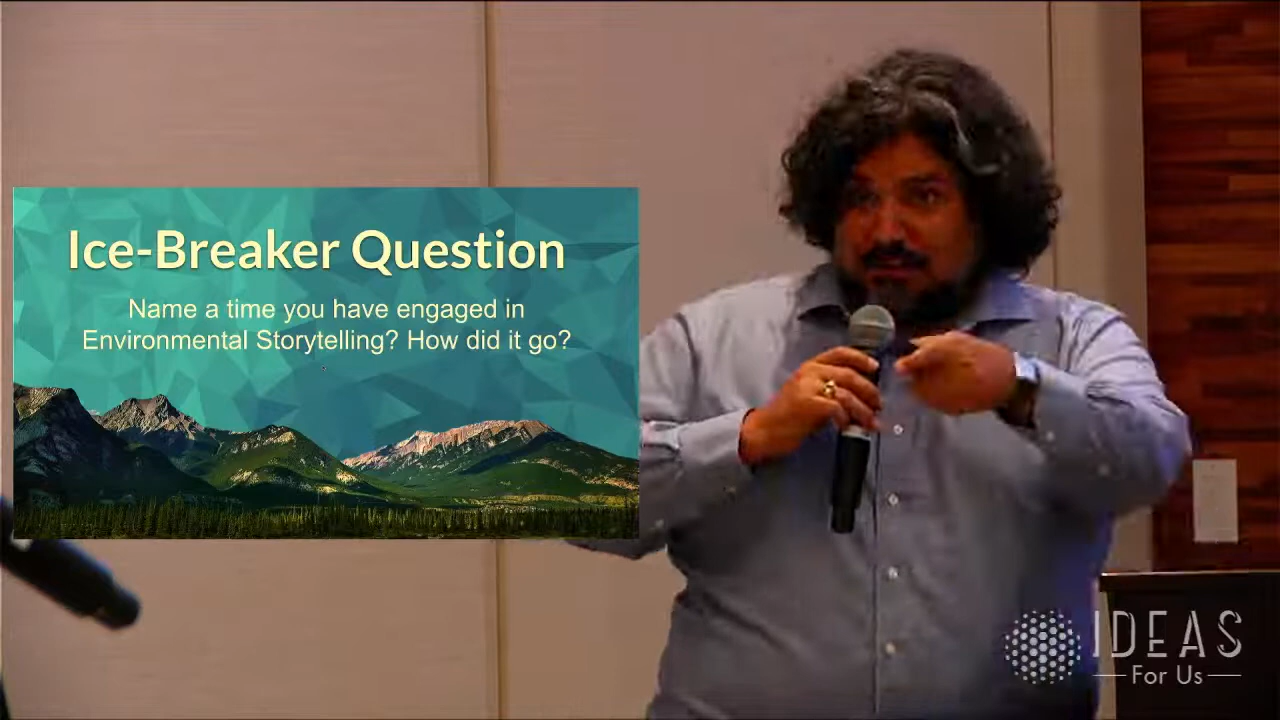 Ice-Breaker Question
Name a time you have engaged in
Environmental Storytelling? How did it go?
IDEAS
For Us